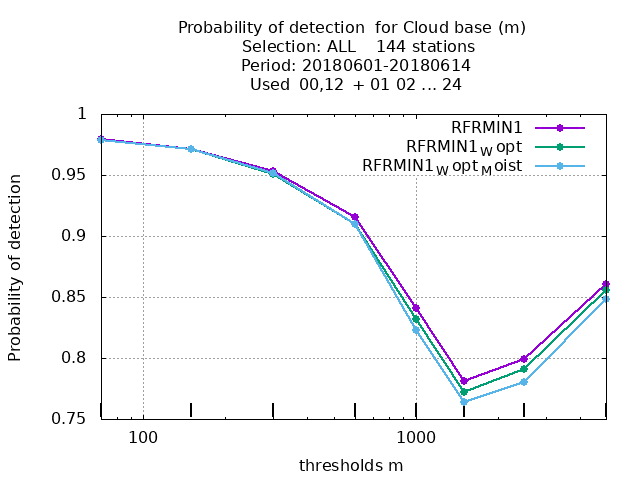 Probability of detection  for Cloud base (m)
Selection: ALL    144 stations
Period: 20180601-20180614
Used  00,12  + 01 02 ... 24
RFRMIN1
RFRMIN1_W opt
RFRMIN1_W opt_M oist
Probability of detection
1
0.95
0.9
0.85
0.8
0.75
100
1000
thresholds m